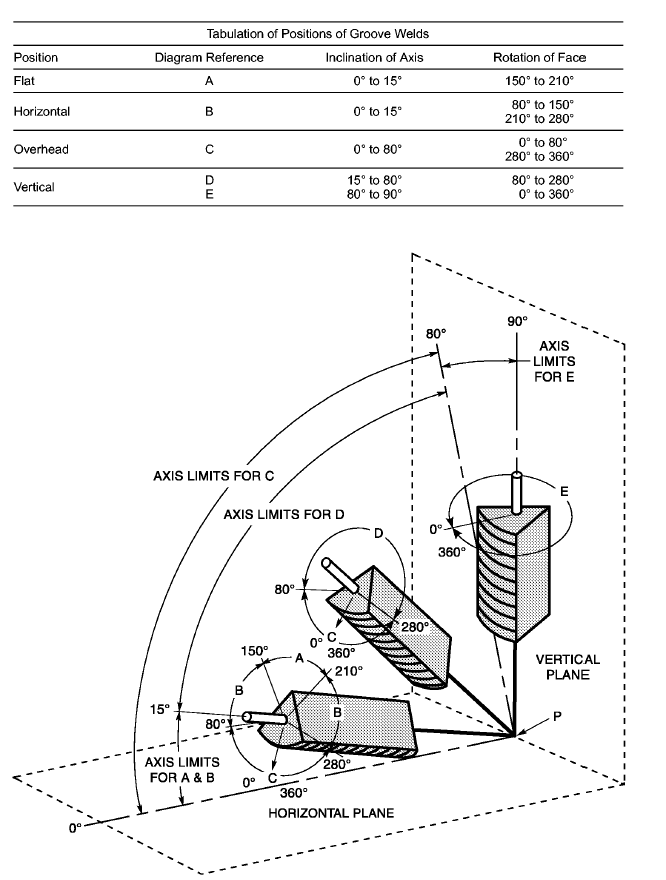 Tabulation of Positions of Groove Welds
Position Diagram Reference Inclination of Axis Rotation of Face
Flat A 0° to 15° 150° to 210°
Horizontal B 0° to 15° 80° to 150°
210° to 280°
Overhead C 0° to 80° 0° to 80°
280° to 360°
Vertical D 15° to 80° 80° to 280°
E 80° to 90° 0° to 360°
90°
80°
AXIS
LIMITS
FOR E
AXIS LIMITS FOR C
E
AXIS LIMITS FOR D
0°
D
360°
80°
280°
C
0°
360°
150°
A
210°
VERTICAL
PLANE
B
15°
B
P
80°
AXIS LIMITS
FOR A & B
280°
C
0°
360°
HORIZONTAL PLANE
0°